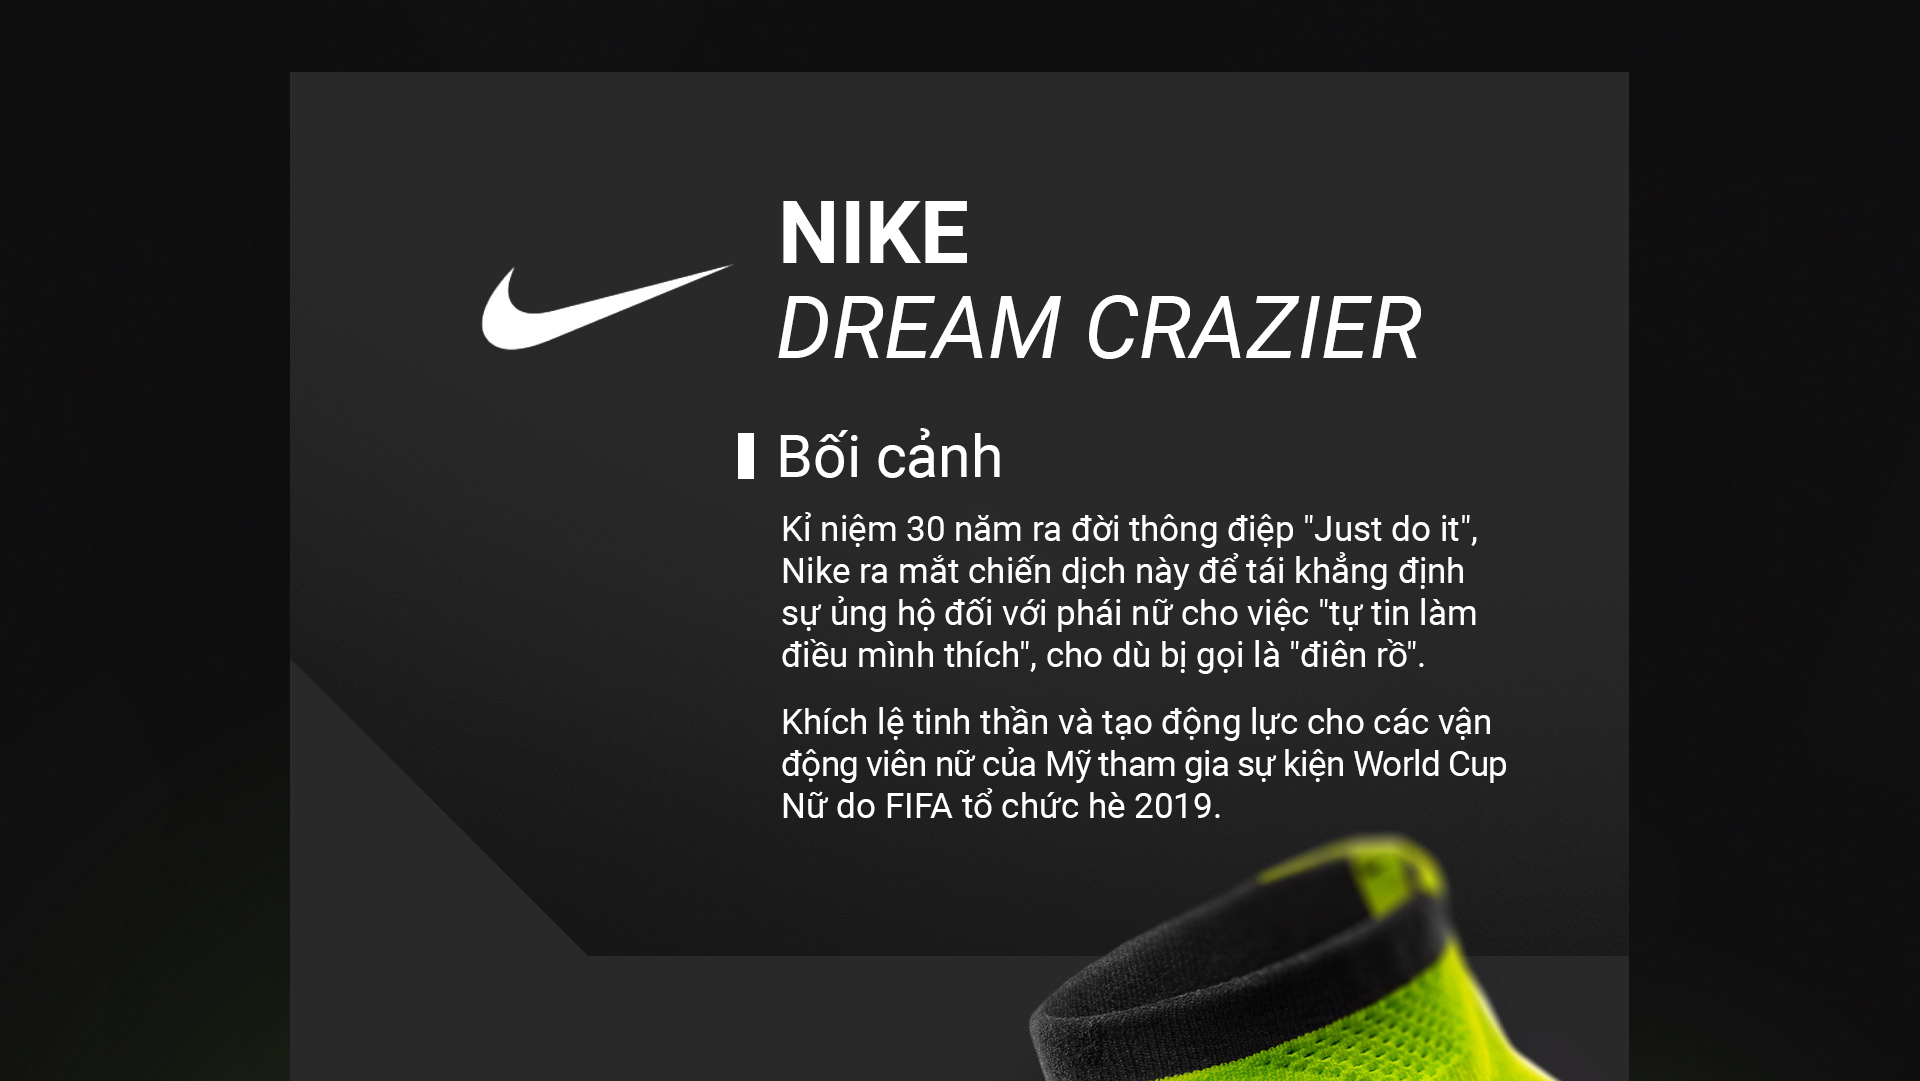 NIKE
DREAM CRAZIER
Bối cảnh
Kỉ niệm 30 năm ra đời thông điệp "Just do it",
Nike ra mắt chiến dịch này để tái khẳng định
sự ủng hộ đối với phái nữ cho việc "tự tin làm
điều mình thích", cho dù bị gọi là "điên rồ".
Khích lệ tinh thần và tạo động lực cho các vận
động viên nữ của Mỹ tham gia sự kiện World Cup
Nữ do FIFA tổ chức hè 2019.